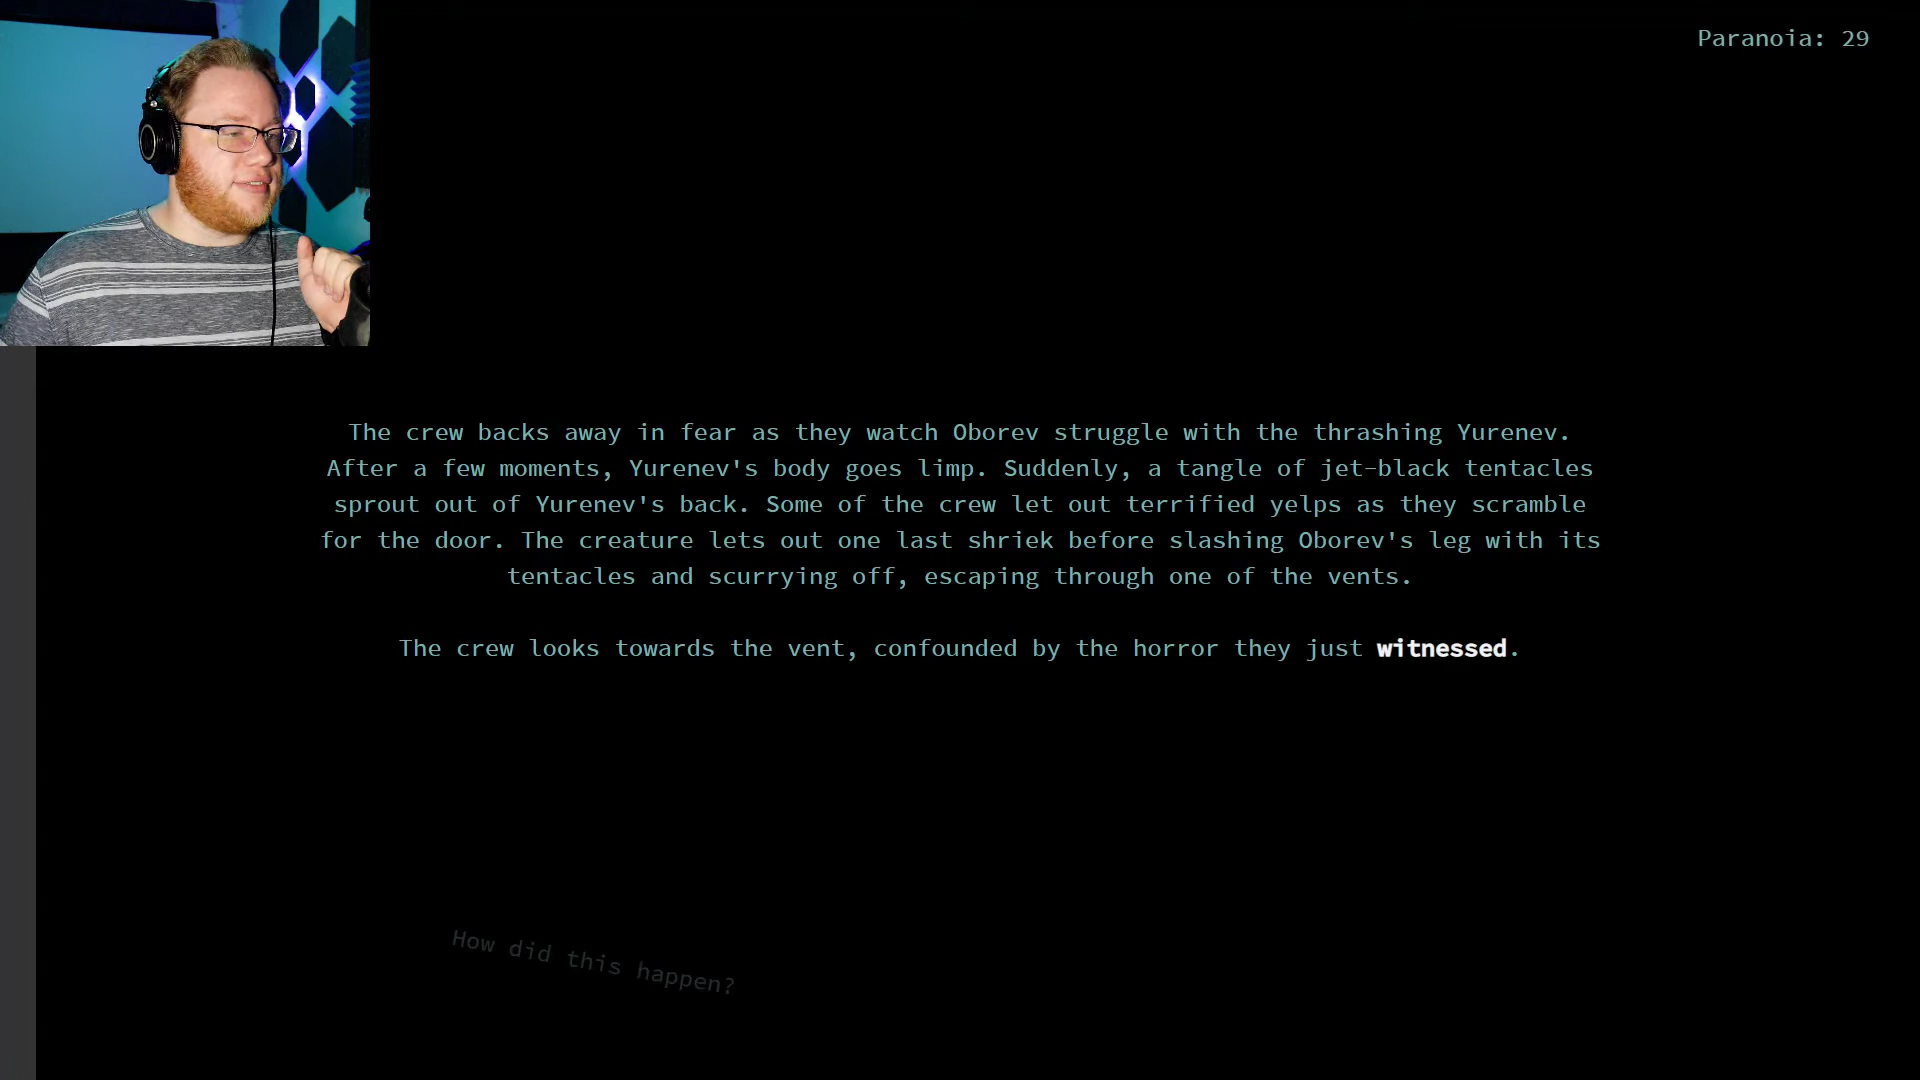 Paranoia: 29
The crew backs away in fear as they watch Oborev struggle with the thrashing Yurenev.
After a few moments, Yurenev's body goes limp. Suddenly, a tangle of jet-black tentacles
sprout out of Yurenev's back. Some of the crew let out terrified yelps as they scramble
for the door. The creature lets out one last shriek before slashing Oborev's leg with its
tentacles and scurrying off, escaping through one of the vents.
The crew looks towards the vent, confounded by the horror they just witnessed.
How did this happen?